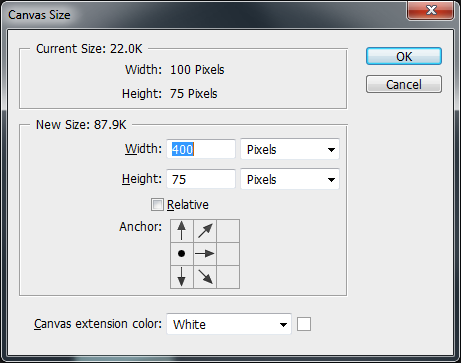 Canvas Size
Current Size: 22.0K
Width: 100 Pixels
Height: 75 Pixels
OK
Cancel
New Size: 87.9K
Width: 400 Pixels
Height: 75 Pixels
Relative
Anchor:
Canvas extension color: White